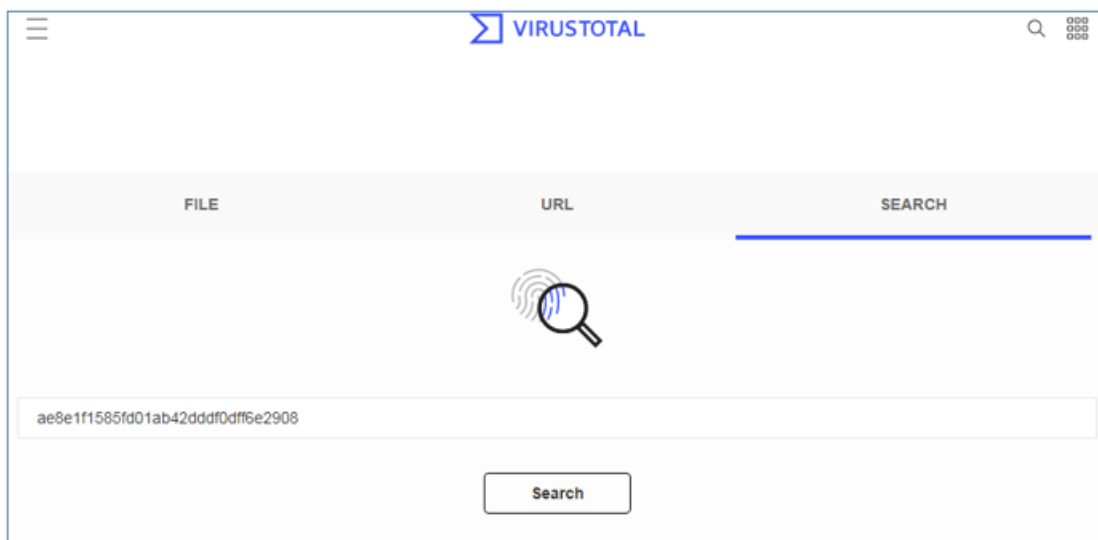 VIRUSTOTAL
FILE URL SEARCH
ae8e1f1585fd01ab42dddf0dff6e2908
Search